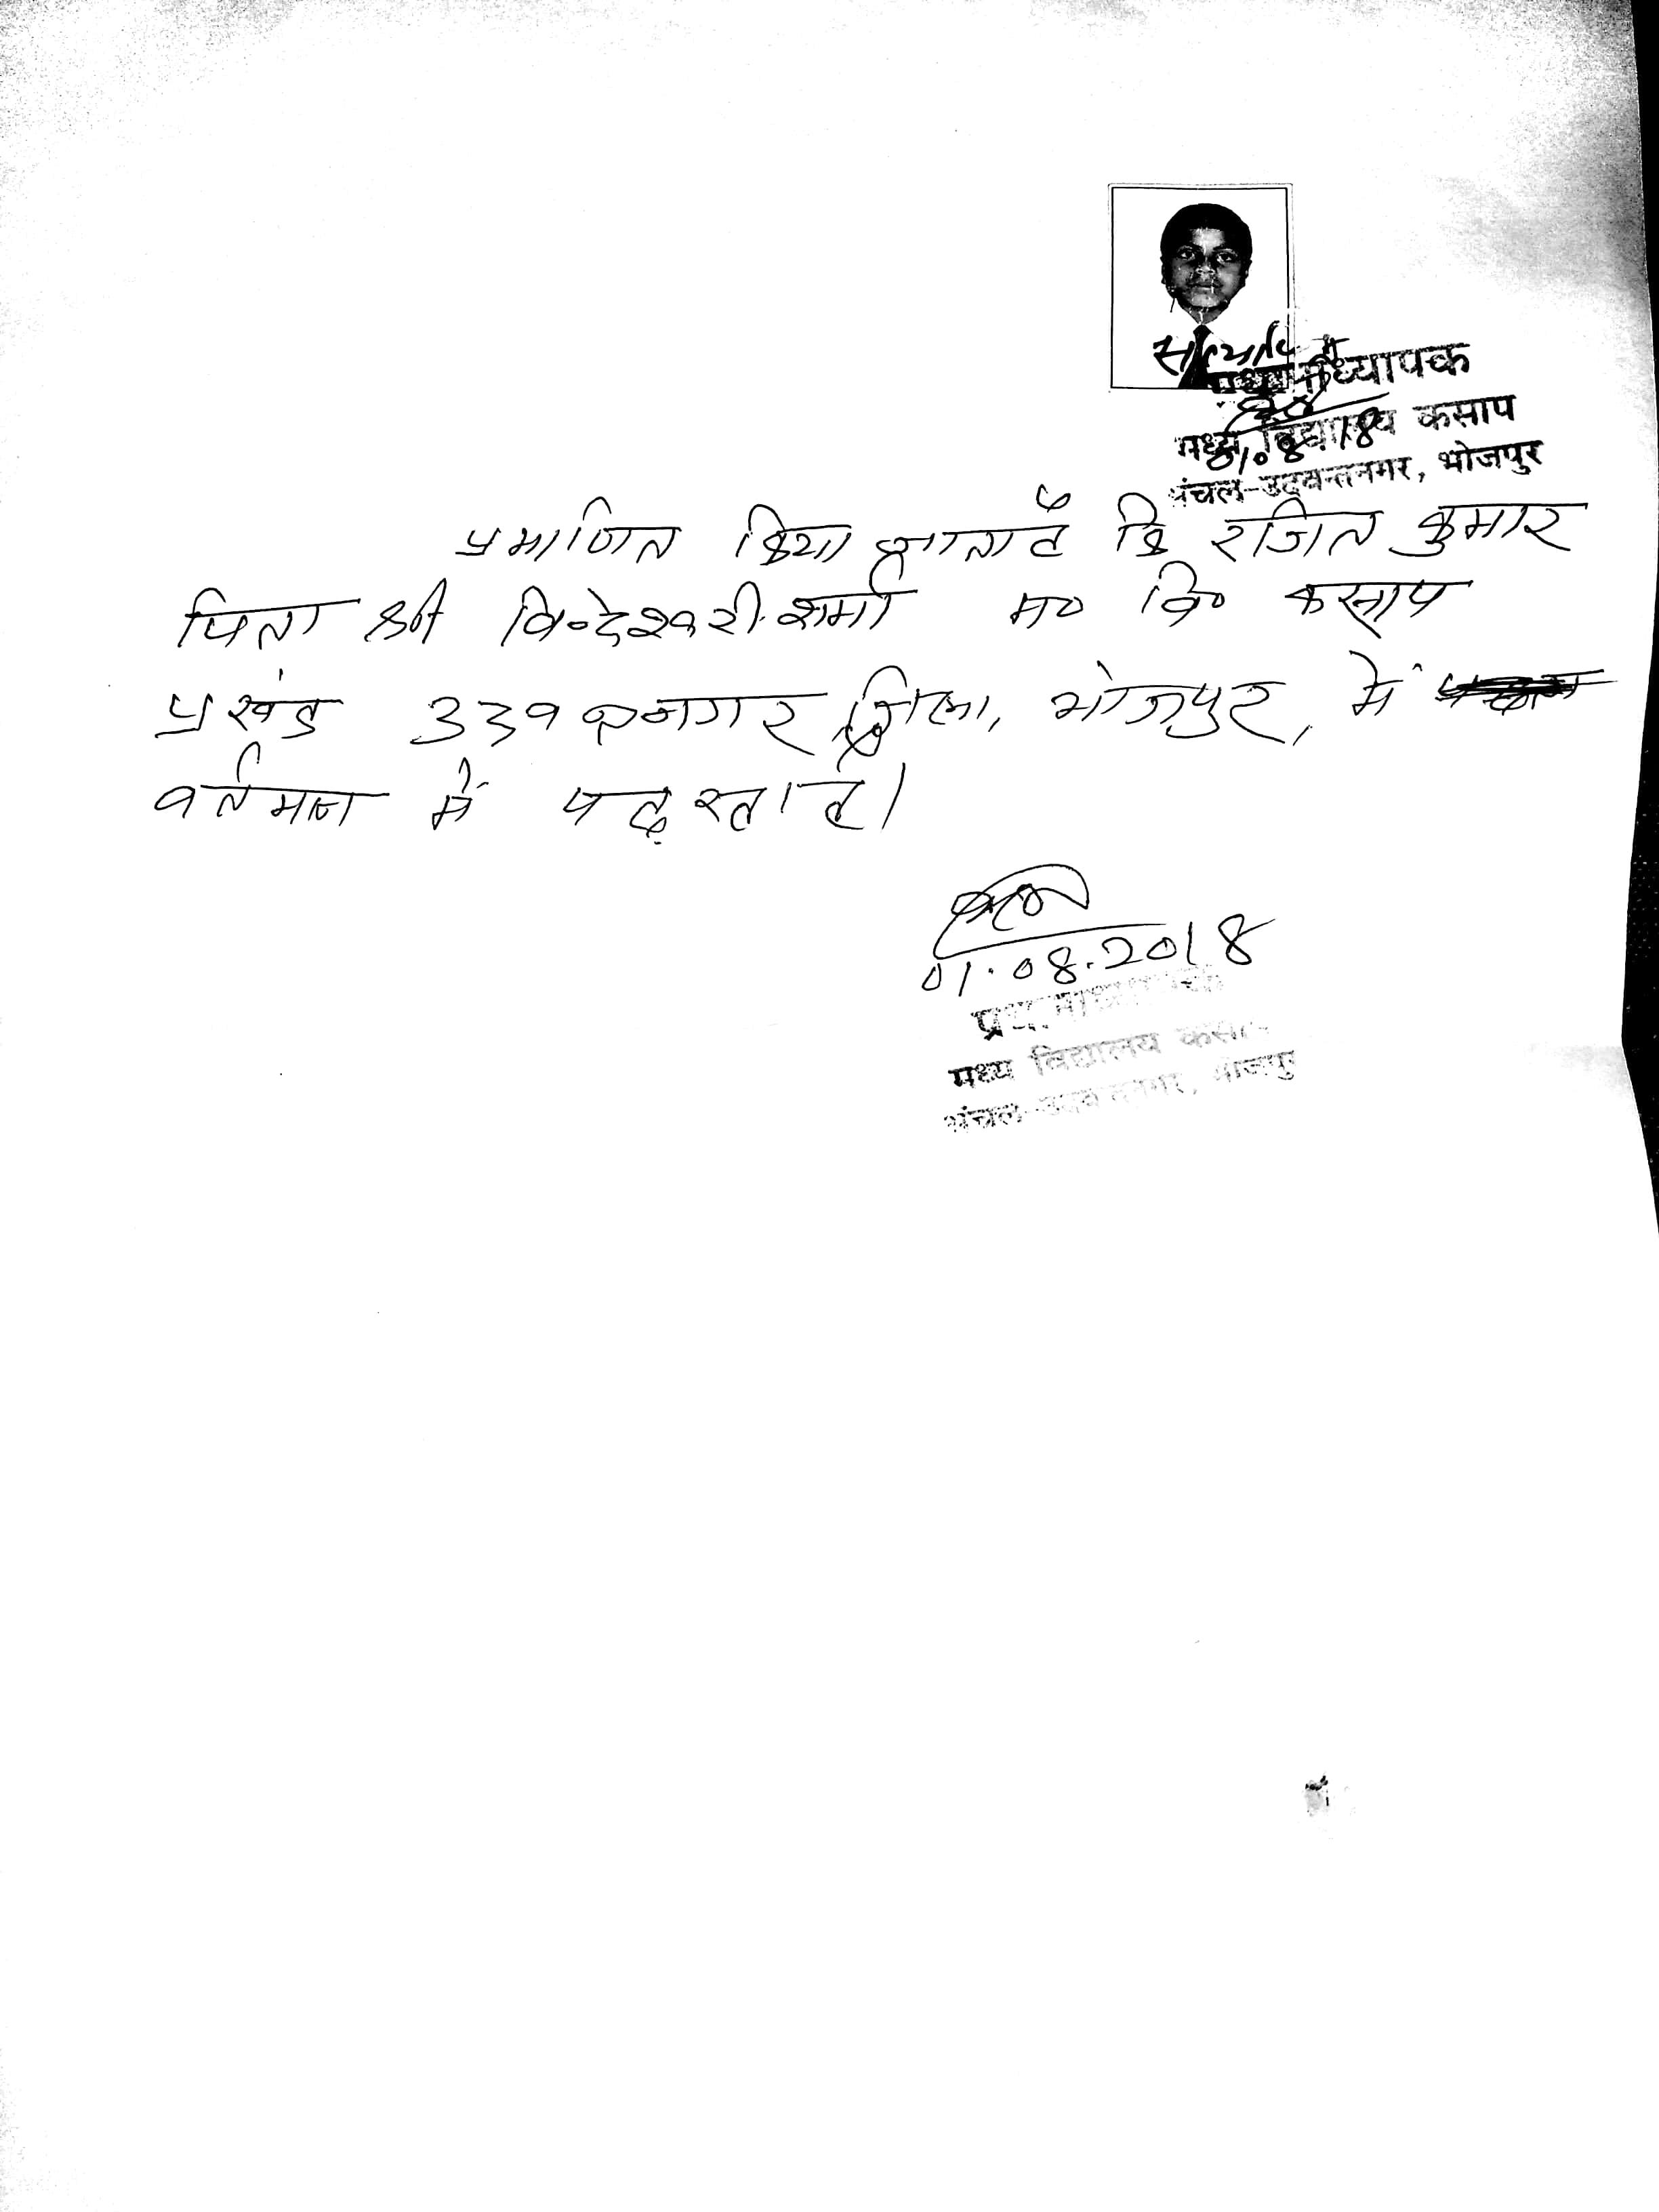 सत्यापित
प्रधानाध्यापक
01.08.18
मध्य विद्यालय कसाप
अंचल-उदवन्तनगर, भोजपुर
प्रमाणित किया जाता है कि रंजित कुमार
पिता श्री विन्देश्वरी शर्मा म० वि० कसाप
प्रखंड उदवन्तनगर जिला, भोजपुर, में
वर्तमान में पढ़ रहा है।
01.08.2018
प्रधानाध्यापक
मध्य विद्यालय कसाप
अंचल-उदवन्तनगर, भोजपुर